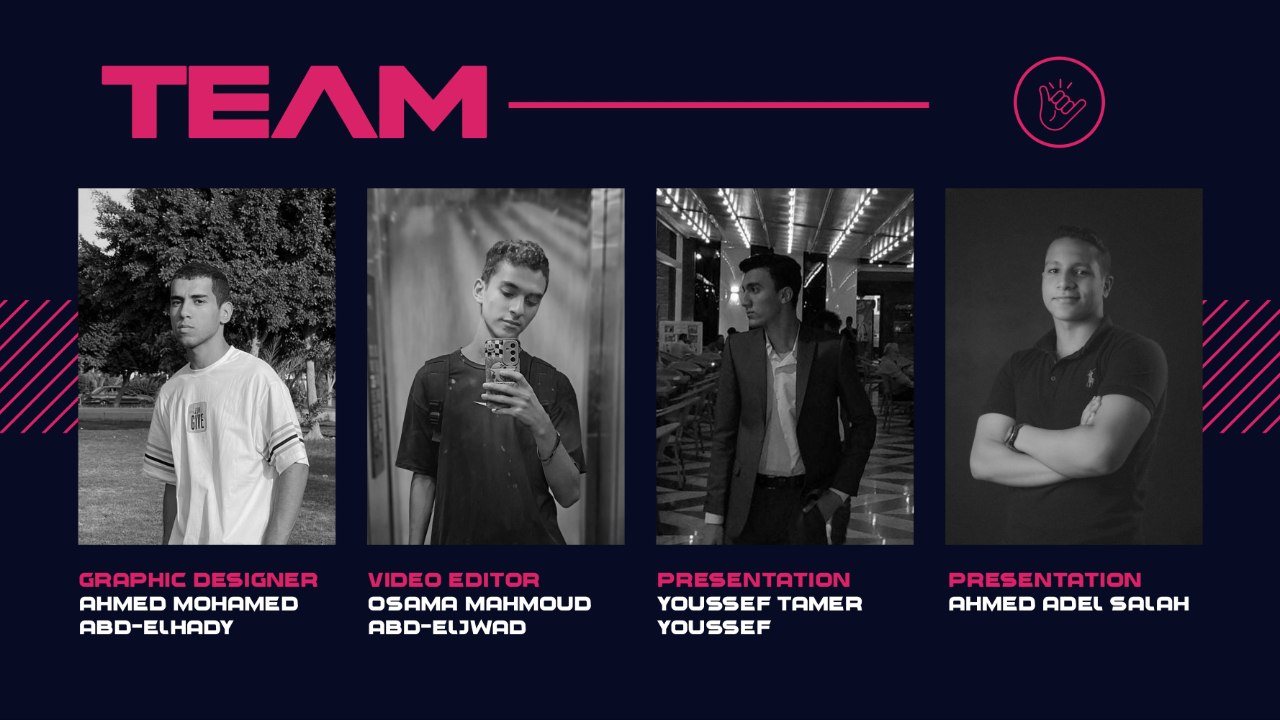 TEAM
GIVE
GRAPHIC DESIGNER
AHMED MOHAMED
ABD-ELHADY
VIDEO EDITOR
OSAMA MAHMOUD
ABD-ELJWAD
PRESENTATION
YOUSSEF TAMER
YOUSSEF
PRESENTATION
AHMED ADEL SALAH